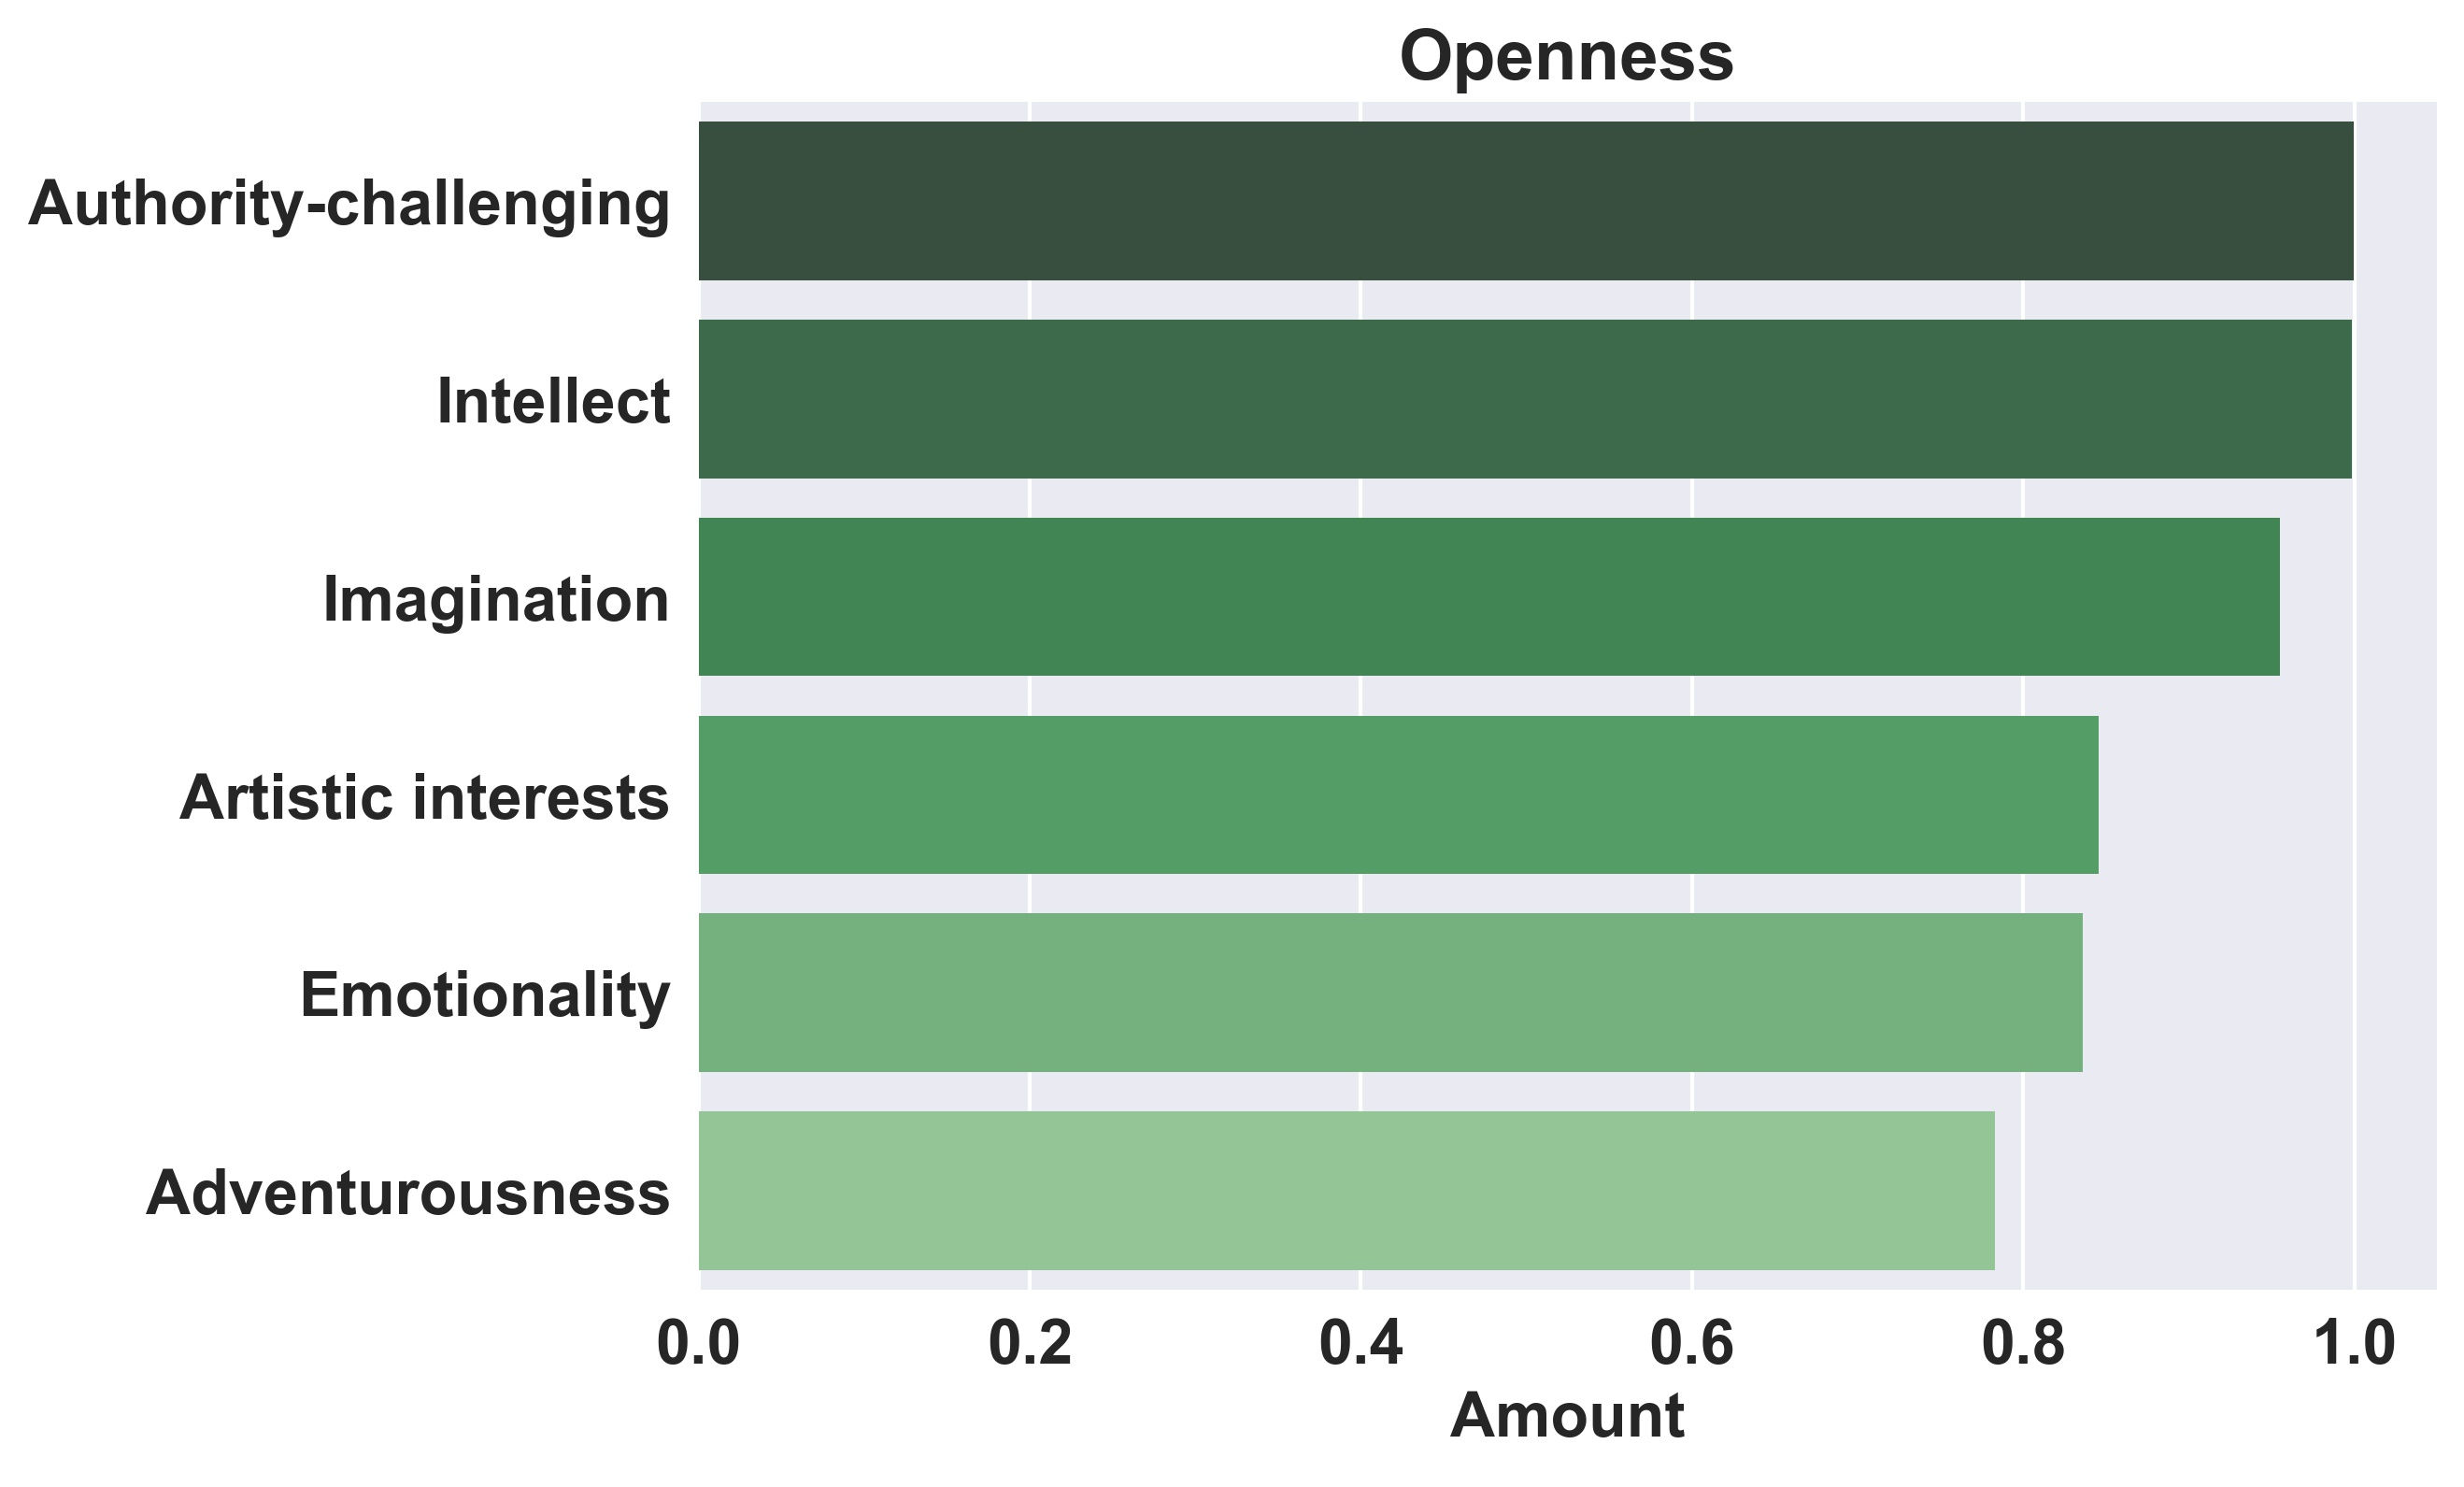 Openness
Authority-challenging
Intellect
Imagination
Artistic interests
Emotionality
Adventurousness
0.0 0.2 0.4 0.6 0.8 1.0
Amount